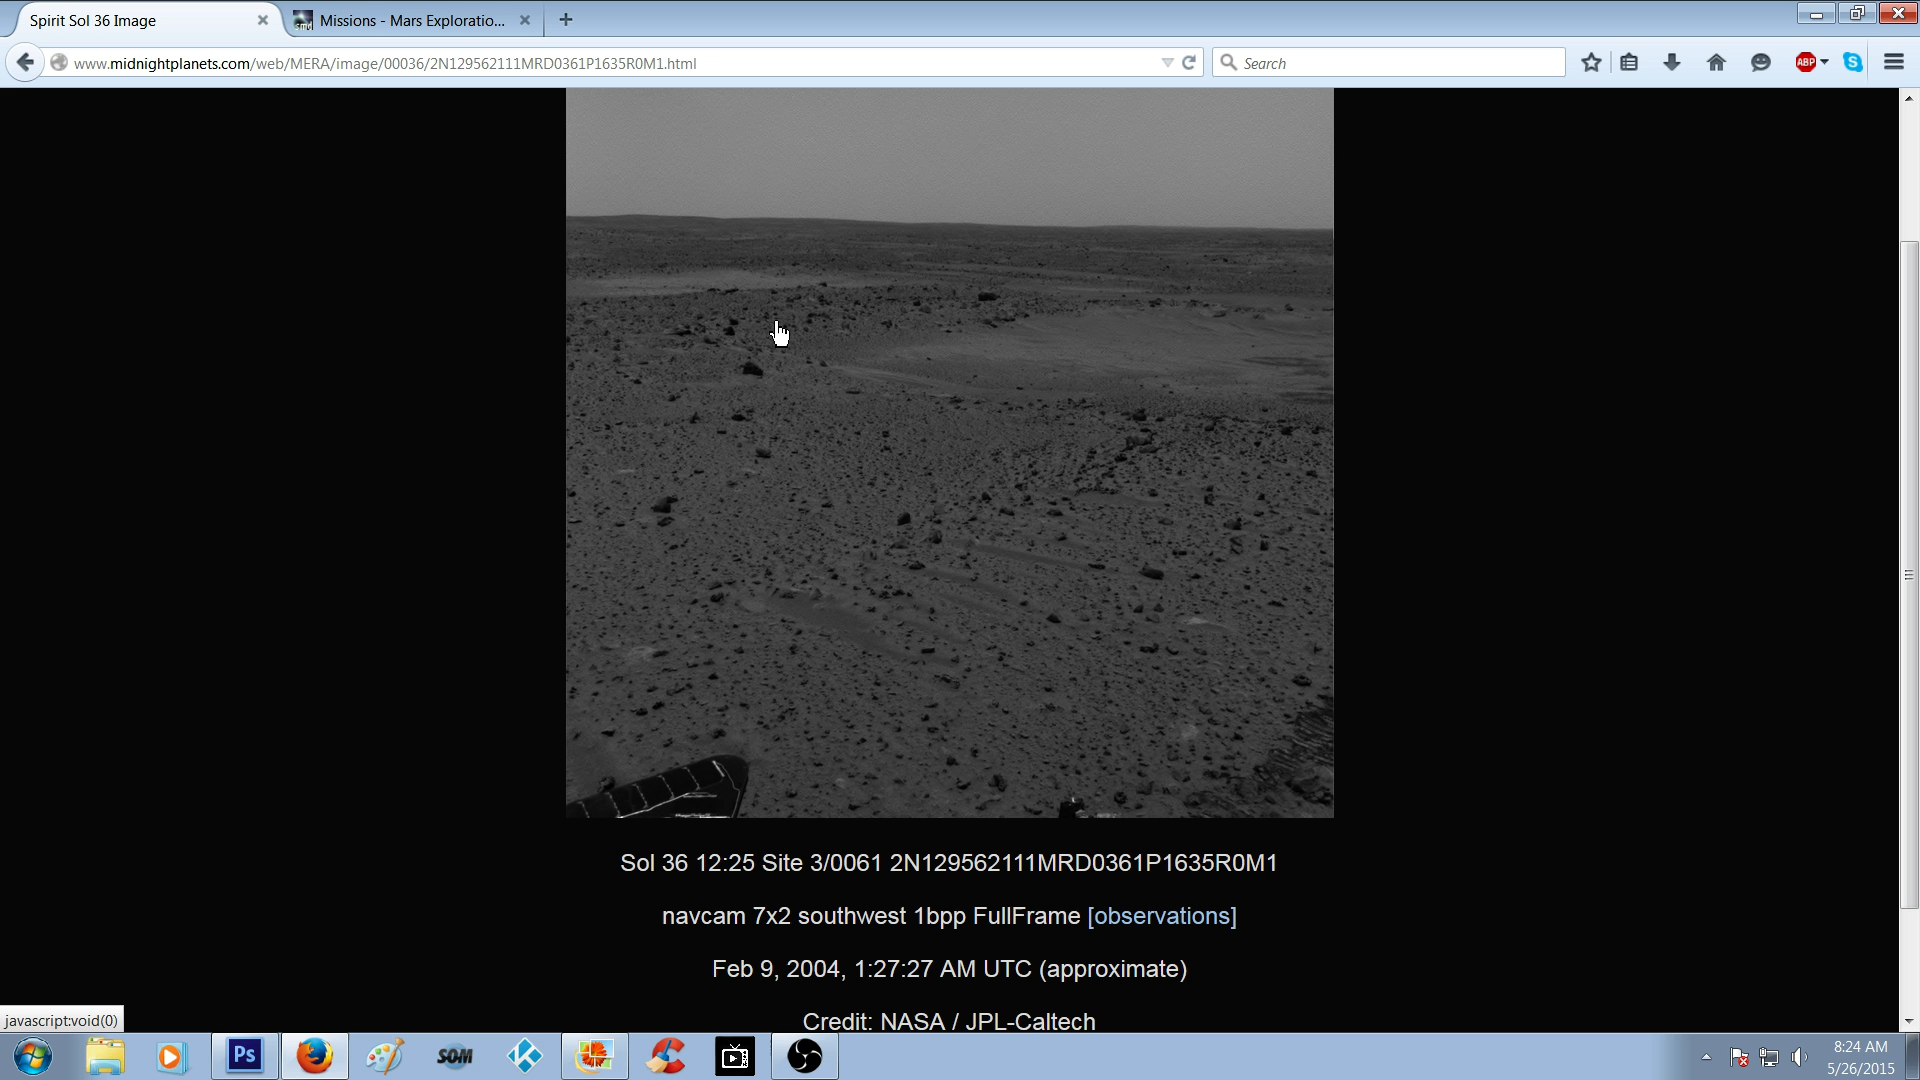 Spirit Sol 36 Image
Missions - Mars Exploratio...
www.midnightplanets.com/web/MERA/image/00036/2N129562111MRD0361P1635R0M1.html
Search
ABP
Sol 36 12:25 Site 3/0061 2N129562111MRD0361P1635R0M1
navcam 7x2 southwest 1bpp FullFrame [observations]
Feb 9, 2004, 1:27:27 AM UTC (approximate)
Credit: NASA / JPL-Caltech
javascript:void(0)
Ps
SOM
8:24 AM
5/26/2015